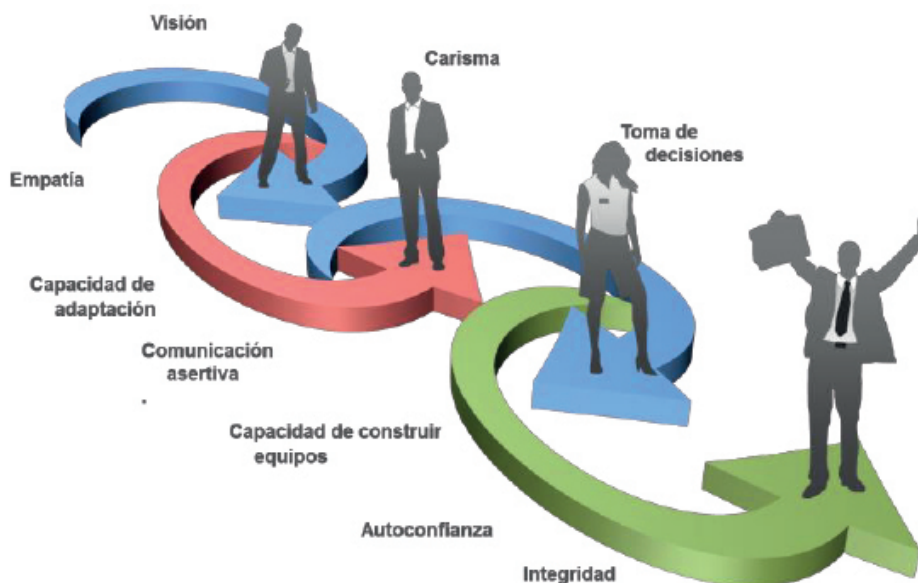 Visión
Carisma
Toma de
decisiones
Empatía
Capacidad de
adaptación
Comunicación
asertiva
Capacidad de construir
equipos
Autoconfianza
Integridad